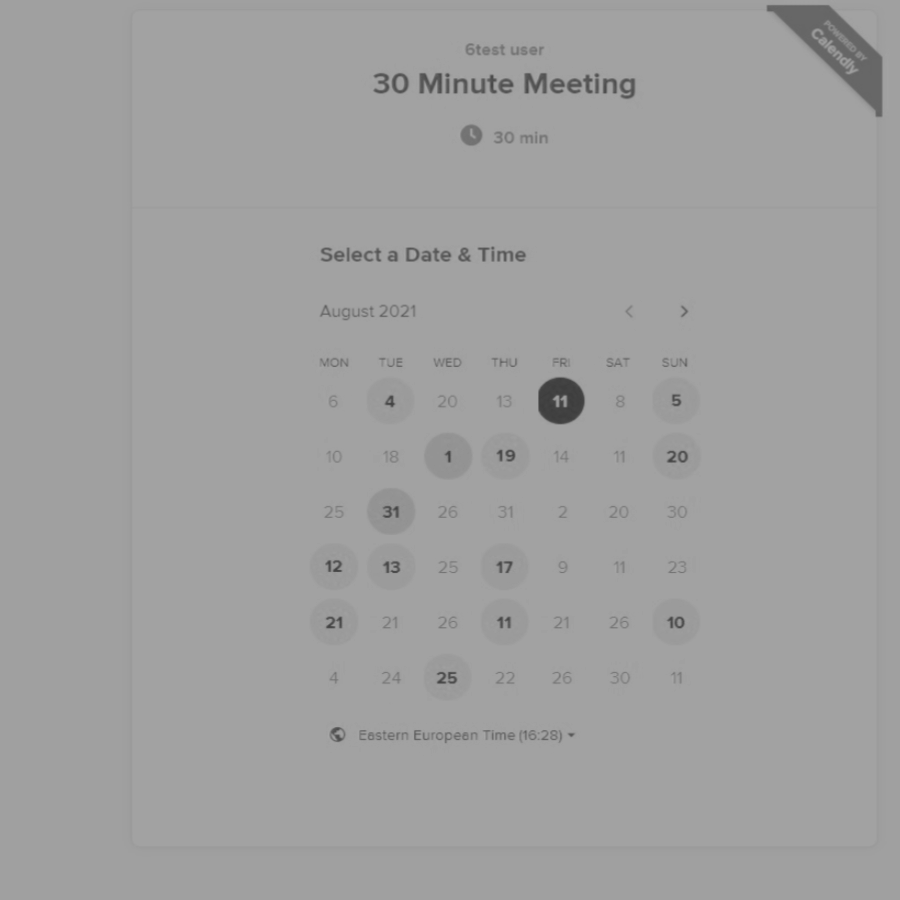 6test user
30 Minute Meeting
30 min
POWERED BY
Calendly
Select a Date & Time
August 2021
MON TUE WED THU FRI SAT SUN
6 4 20 13 11 8 5
10 18 1 19 14 11 20
25 31 26 31 2 20 30
12 13 25 17 9 11 23
21 21 26 11 21 26 10
4 24 25 22 26 30 11
Eastern European Time (16:28)